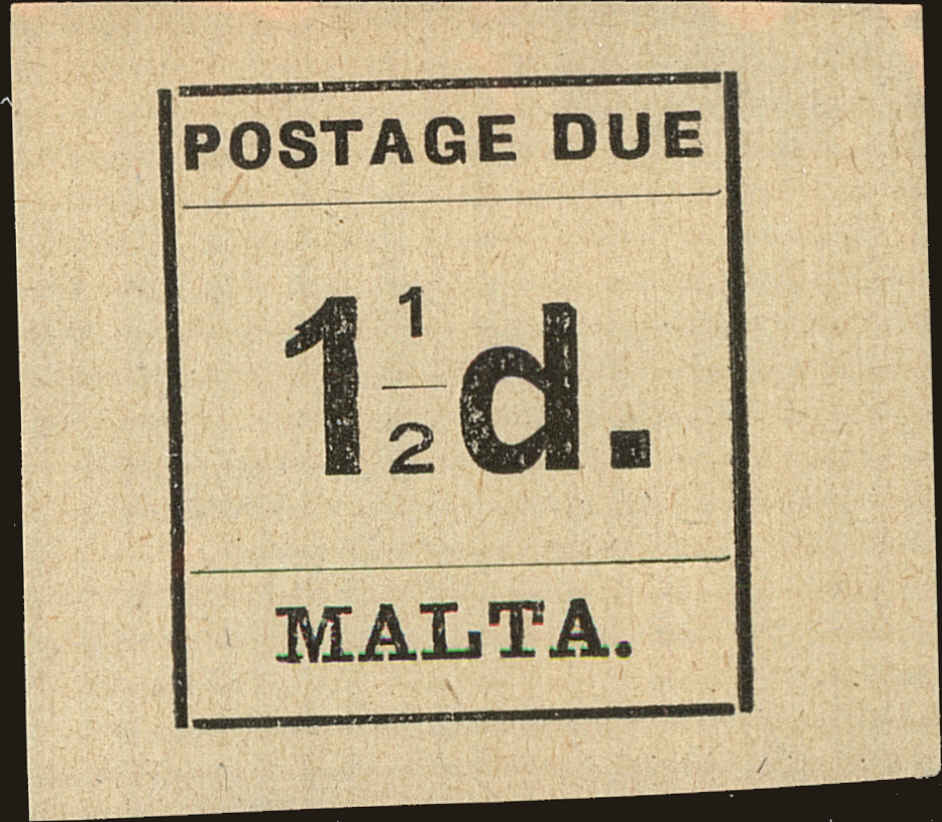 POSTAGE DUE
1½d.
MALTA.